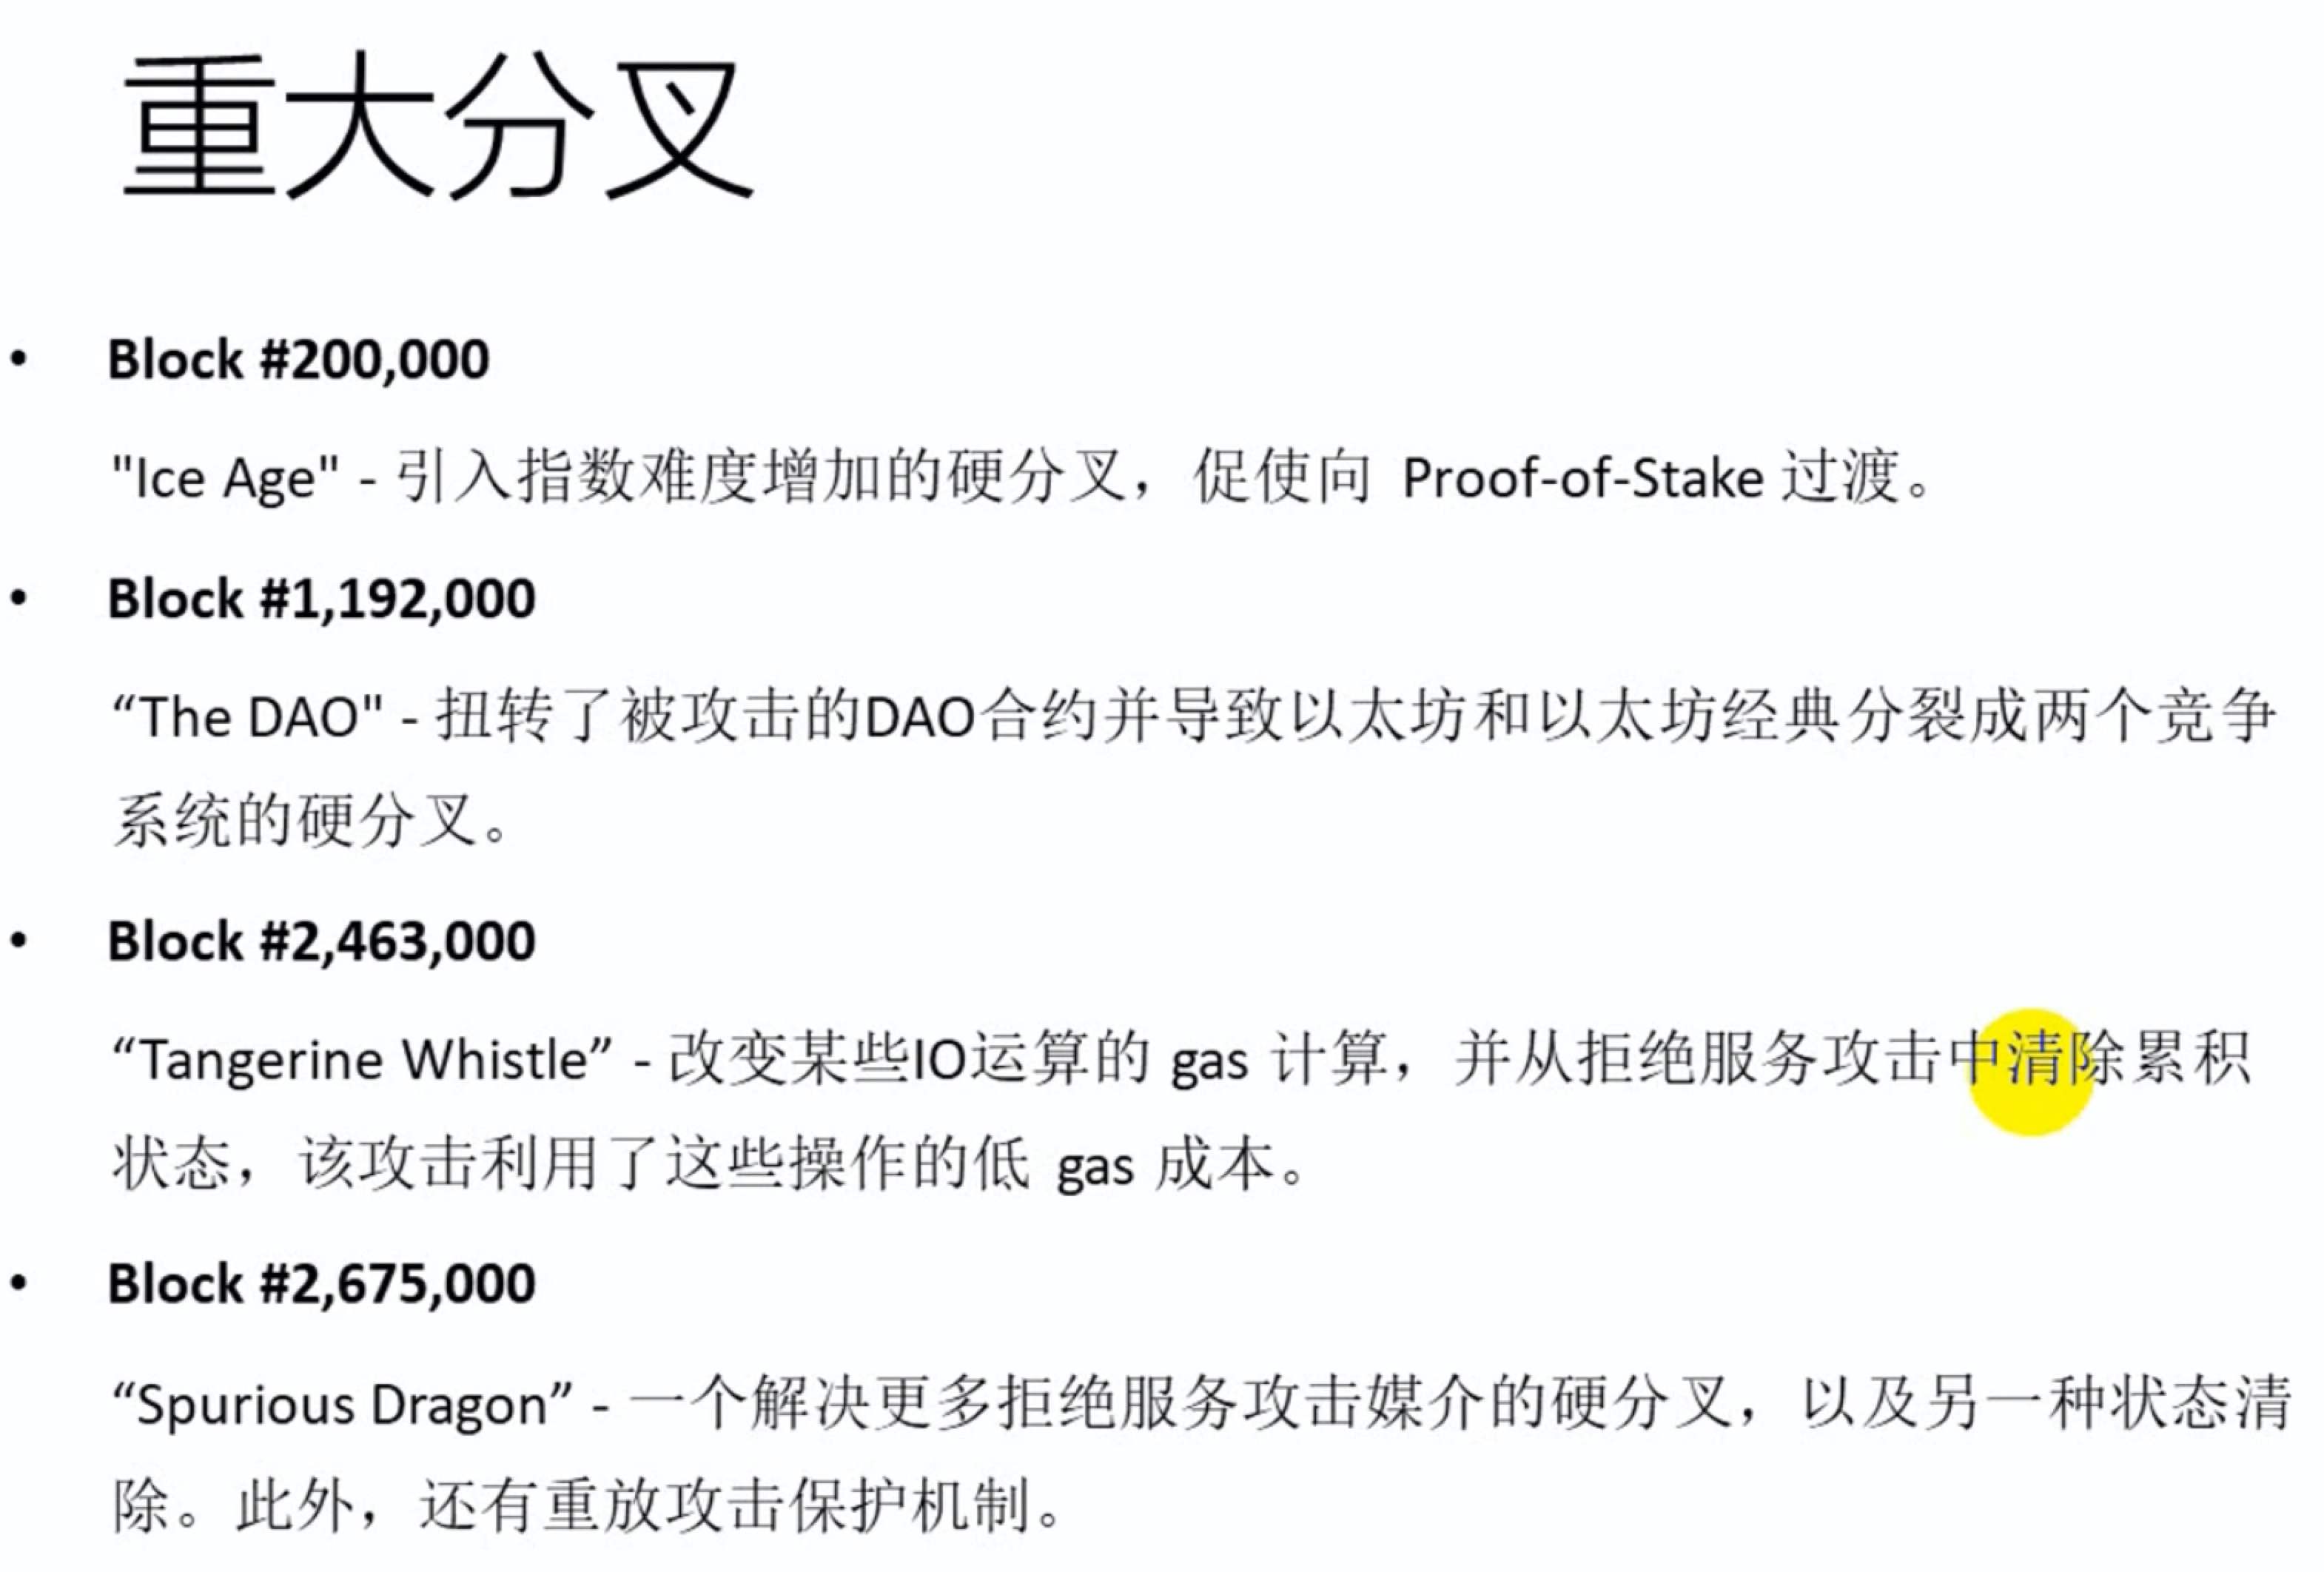 重大分叉
• Block #200,000
"Ice Age" - 引入指数难度增加的硬分叉，促使向 Proof-of-Stake 过渡。
• Block #1,192,000
“The DAO" - 扭转了被攻击的DAO合约并导致以太坊和以太坊经典分裂成两个竞争
系统的硬分叉。
• Block #2,463,000
“Tangerine Whistle” - 改变某些IO运算的 gas 计算，并从拒绝服务攻击中清除累积
状态，该攻击利用了这些操作的低 gas 成本。
• Block #2,675,000
“Spurious Dragon” - 一个解决更多拒绝服务攻击媒介的硬分叉，以及另一种状态清
除。此外，还有重放攻击保护机制。